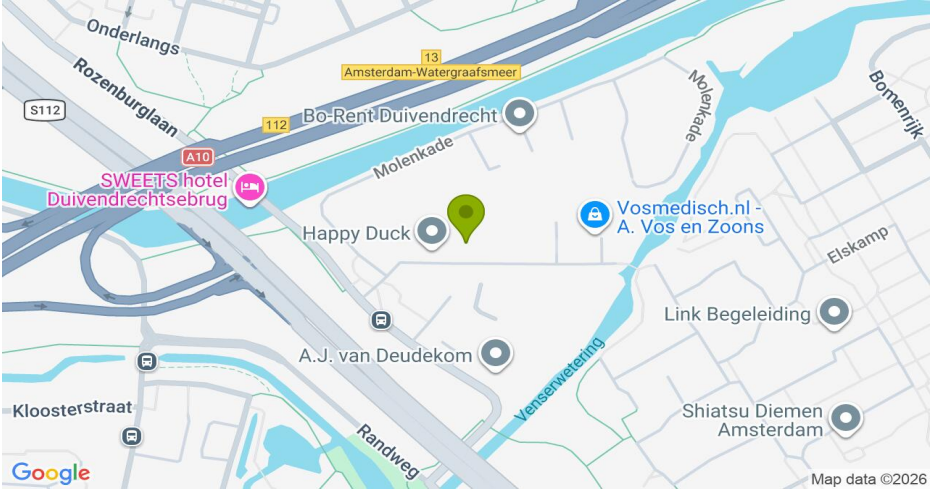 Onderlangs
Rozenburglaan
13
Amsterdam-Watergraafsmeer
S112
112
A10
Bo-Rent Duivendrecht
Molenkade
Molenkade
Bomenrijk
SWEETS hotel
Duivendrechtsebrug
Happy Duck
Vosmedisch.nl -
A. Vos en Zoons
Elskamp
Link Begeleiding
A.J. van Deudekom
Venserwetering
Kloosterstraat
Randweg
Shiatsu Diemen
Amsterdam
Google
Map data ©2026